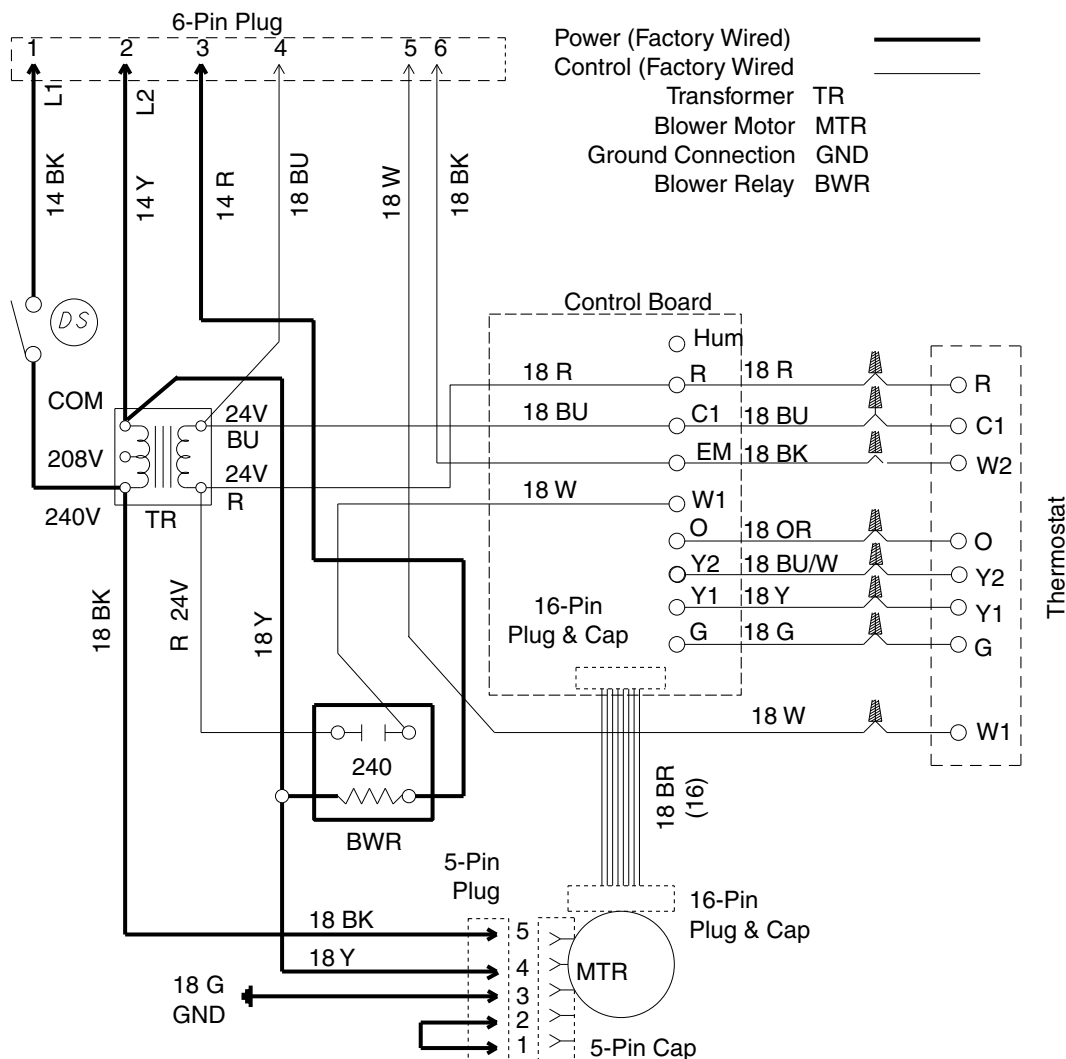 6-Pin Plug
1
2
3
4
5
6
Power (Factory Wired)
Control (Factory Wired
Transformer TR
Blower Motor MTR
Ground Connection GND
Blower Relay BWR
L1
L2
14 BK
14 Y
14 R
18 BU
18 W
18 BK
DS
Control Board
Hum
18 R
R
18 R
R
COM
24V
BU
18 BU
C1
18 BU
C1
208V
EM
18 BK
W2
24V
R
240V
TR
18 W
W1
O
18 OR
O
Y2
18 BU/W
Y2
Y1
18 Y
Y1
G
18 G
G
Thermostat
18 BK
R 24V
18 Y
16-Pin
Plug & Cap
18 W
W1
240
BWR
18 BR
(16)
5-Pin
Plug
16-Pin
Plug & Cap
18 BK
5
18 Y
4
MTR
18 G
GND
3
2
1
5-Pin Cap